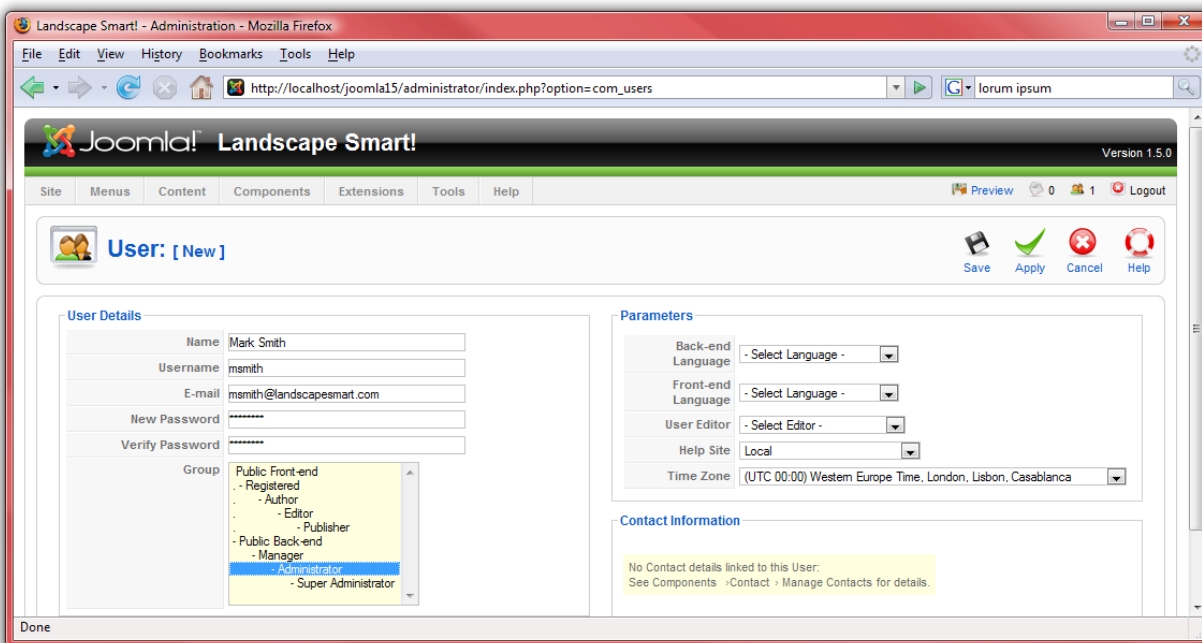 Landscape Smart! - Administration - Mozilla Firefox
File Edit View History Bookmarks Tools Help
http://localhost/joomla15/administrator/index.php?option=com_users
G lorum ipsum
Joomla!™ Landscape Smart!
Version 1.5.0
Site Menus Content Components Extensions Tools Help Preview 0 1 Logout
User: [ New ]
Save Apply Cancel Help
User Details
Name Mark Smith
Username msmith
E-mail msmith@landscapesmart.com
New Password ********
Verify Password ********
Group Public Front-end
. - Registered
. - Author
. - Editor
. - Publisher
- Public Back-end
- Manager
- Administrator
- Super Administrator
Parameters
Back-end
Language - Select Language -
Front-end
Language - Select Language -
User Editor - Select Editor -
Help Site Local
Time Zone (UTC 00:00) Western Europe Time, London, Lisbon, Casablanca
Contact Information
No Contact details linked to this User:
See Components ›Contact › Manage Contacts for details.
Done